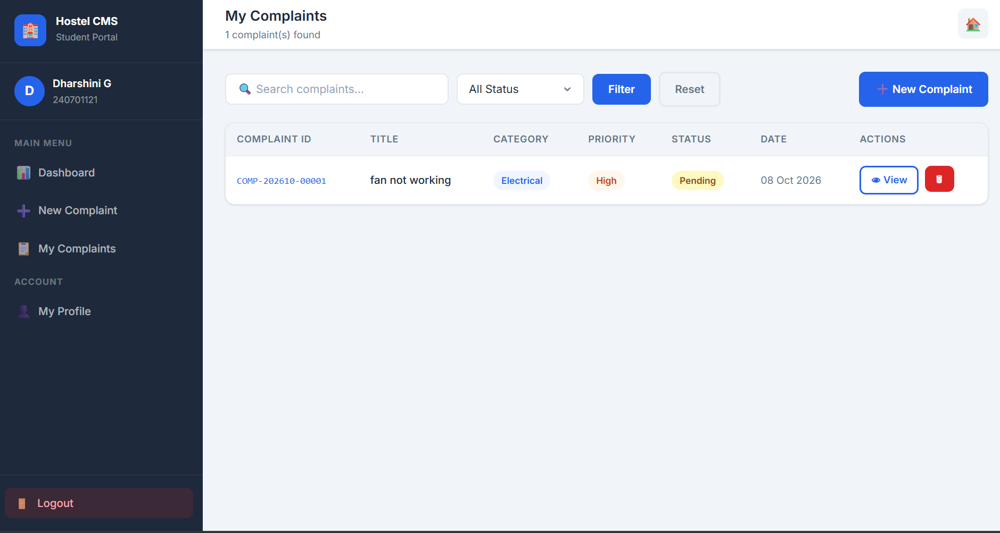 Hostel CMS
Student Portal
Dharshini G
D
240701121
MAIN MENU
Dashboard
New Complaint
My Complaints
ACCOUNT
My Profile
Logout
My Complaints
1 complaint(s) found
Search complaints...
All Status
Filter
Reset
New Complaint
COMPLAINT ID TITLE CATEGORY PRIORITY STATUS DATE ACTIONS
COMP-202610-00001 fan not working Electrical High Pending 08 Oct 2026 View